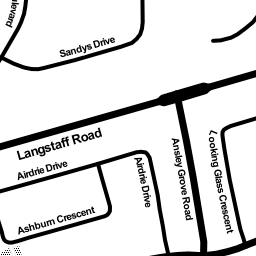 Sandys Drive
Langstaff Road
Airdrie Drive
Airdrie Drive
Ansley Grove Road
Looking Glass Crescent
Ashburn Crescent